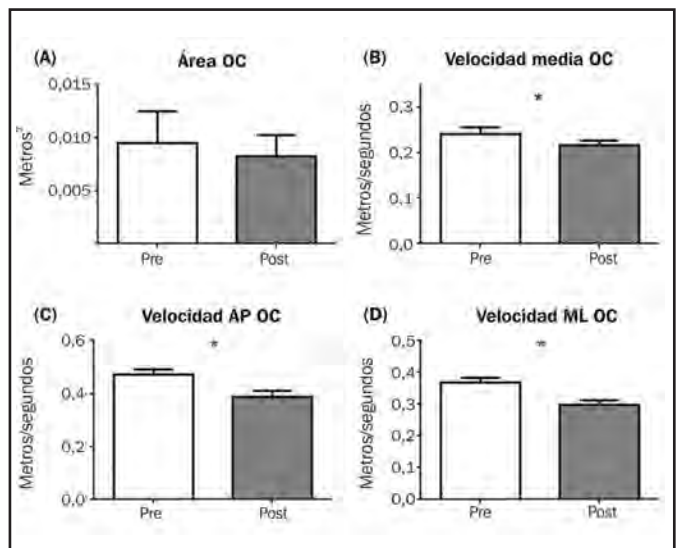 (A) Área OC
0,015
0,010
0,005
Metros²
Pre Post
(B) Velocidad media OC
*
0,3
0,2
0,1
0,0
Metros/segundos
Pre Post
(C) Velocidad AP OC
*
0,6
0,4
0,2
0,0
Metros/segundos
Pre Post
(D) Velocidad ML OC
*
0,5
0,4
0,3
0,2
0,3
0,1
0,0
Metros/segundos
Pre Post